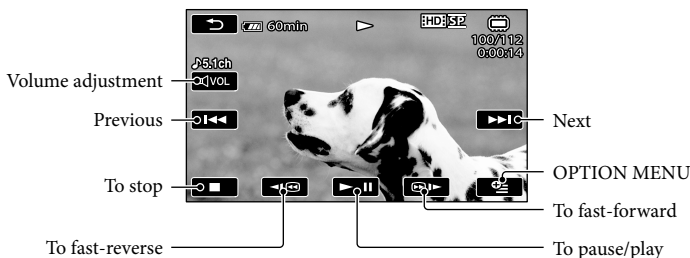 60min
HD SP
100/112
0:00:14
♪5.1ch
Volume adjustment
VOL
Previous
Next
To stop
OPTION MENU
To fast-forward
To fast-reverse
To pause/play